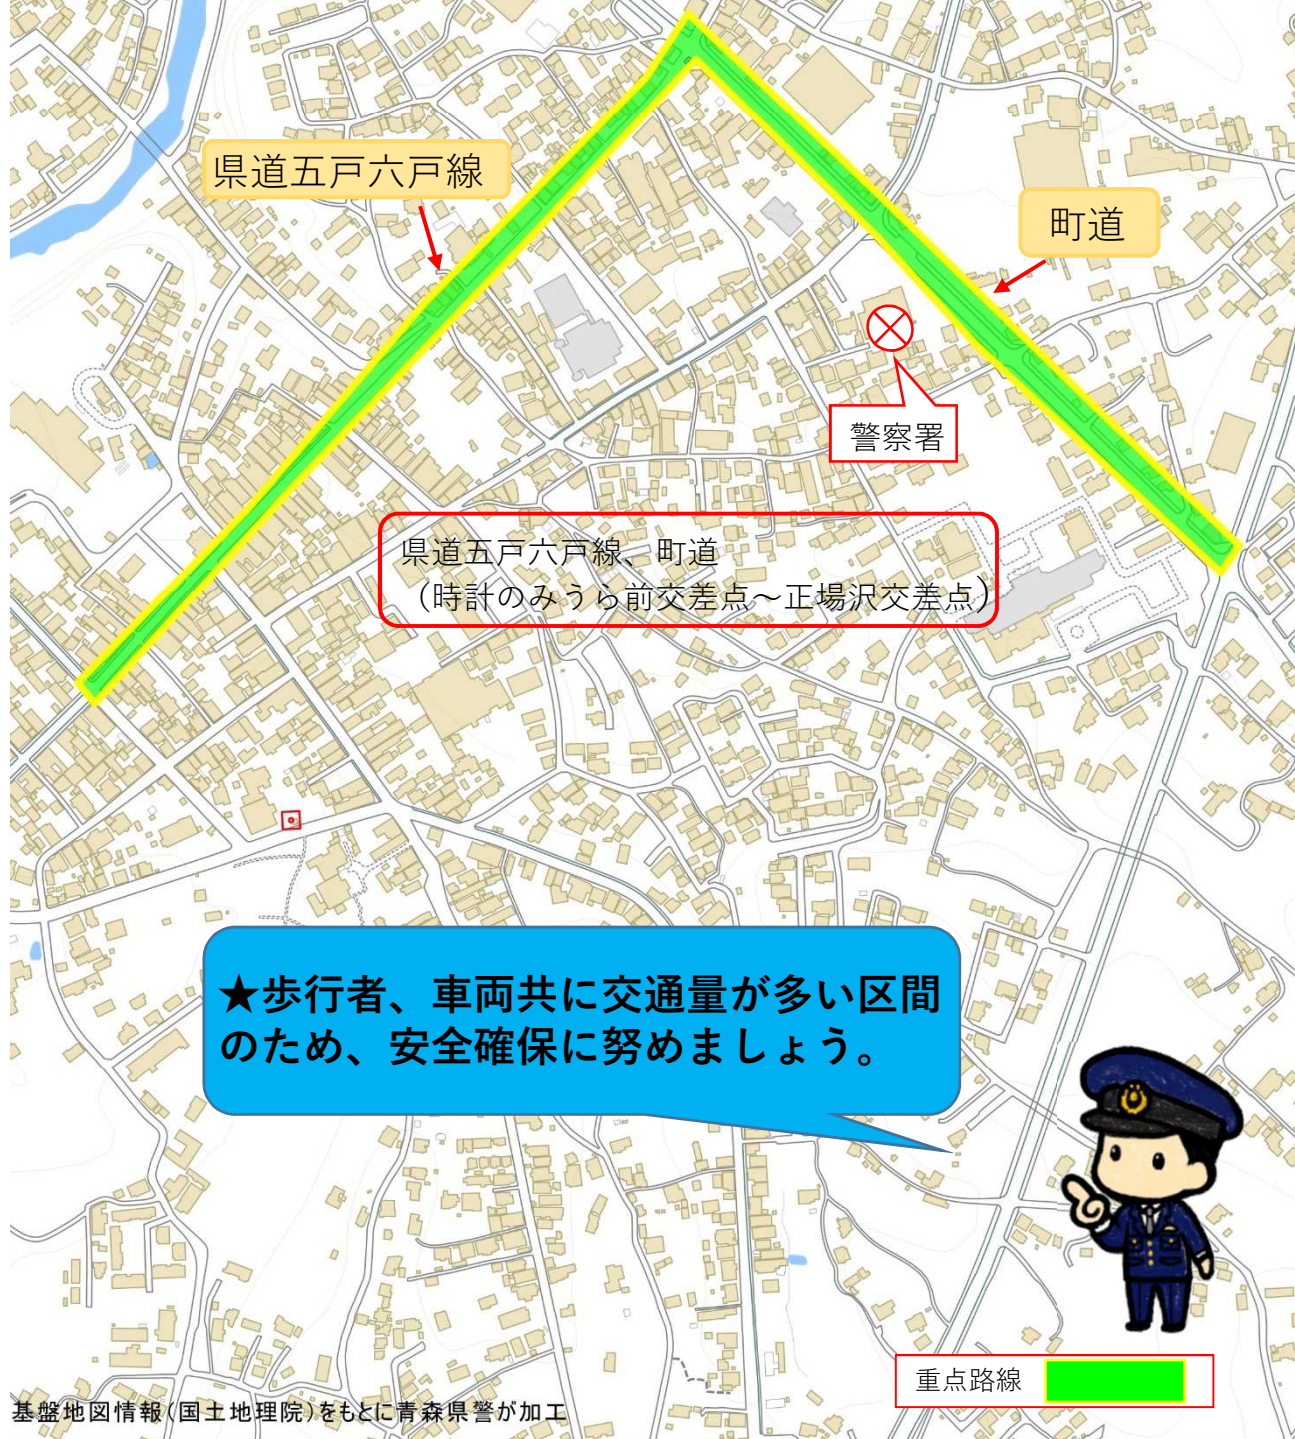 県道五戸六戸線
町道
警察署
県道五戸六戸線、町道
(時計のみうら前交差点～正場沢交差点)
★歩行者、車両共に交通量が多い区間
のため、安全確保に努めましょう。
重点路線
基盤地図情報(国土地理院)をもとに青森県警が加工